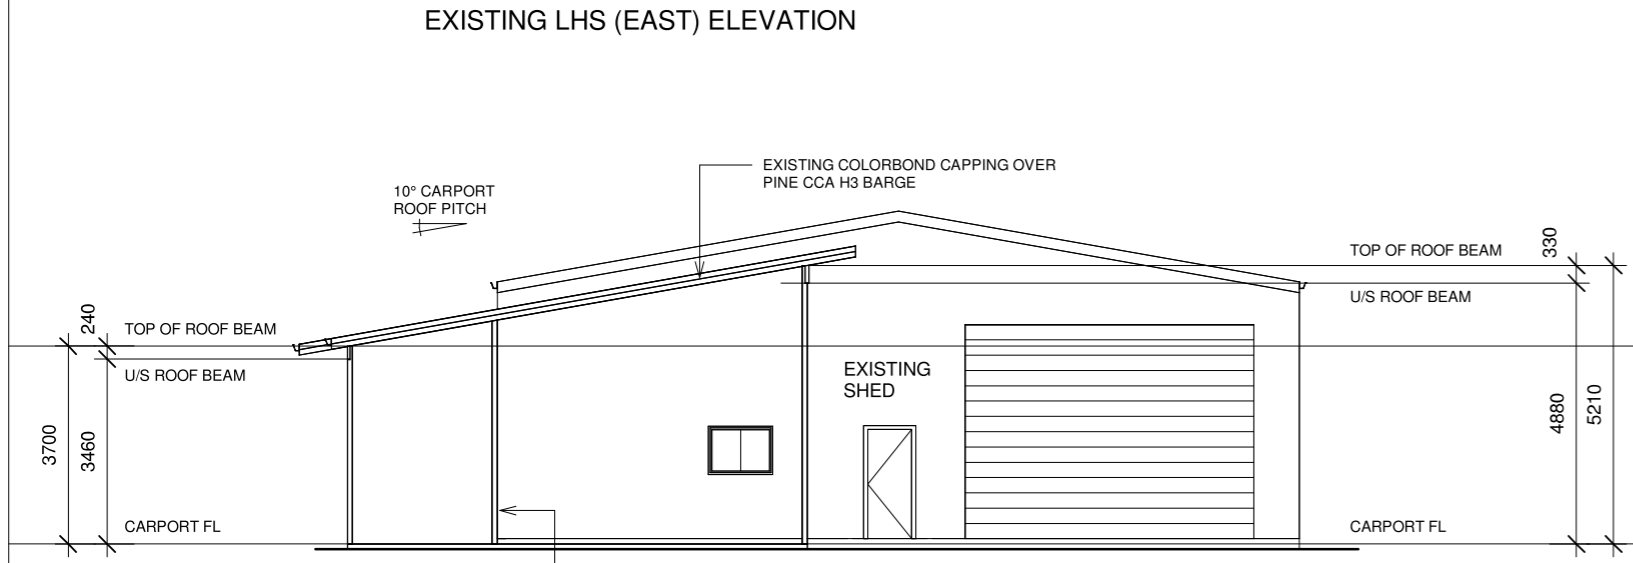 EXISTING LHS (EAST) ELEVATION
EXISTING COLORBOND CAPPING OVER
PINE CCA H3 BARGE
10° CARPORT
ROOF PITCH
TOP OF ROOF BEAM
330
U/S ROOF BEAM
240
TOP OF ROOF BEAM
U/S ROOF BEAM
EXISTING
SHED
3700
3460
4880
5210
CARPORT FL
CARPORT FL